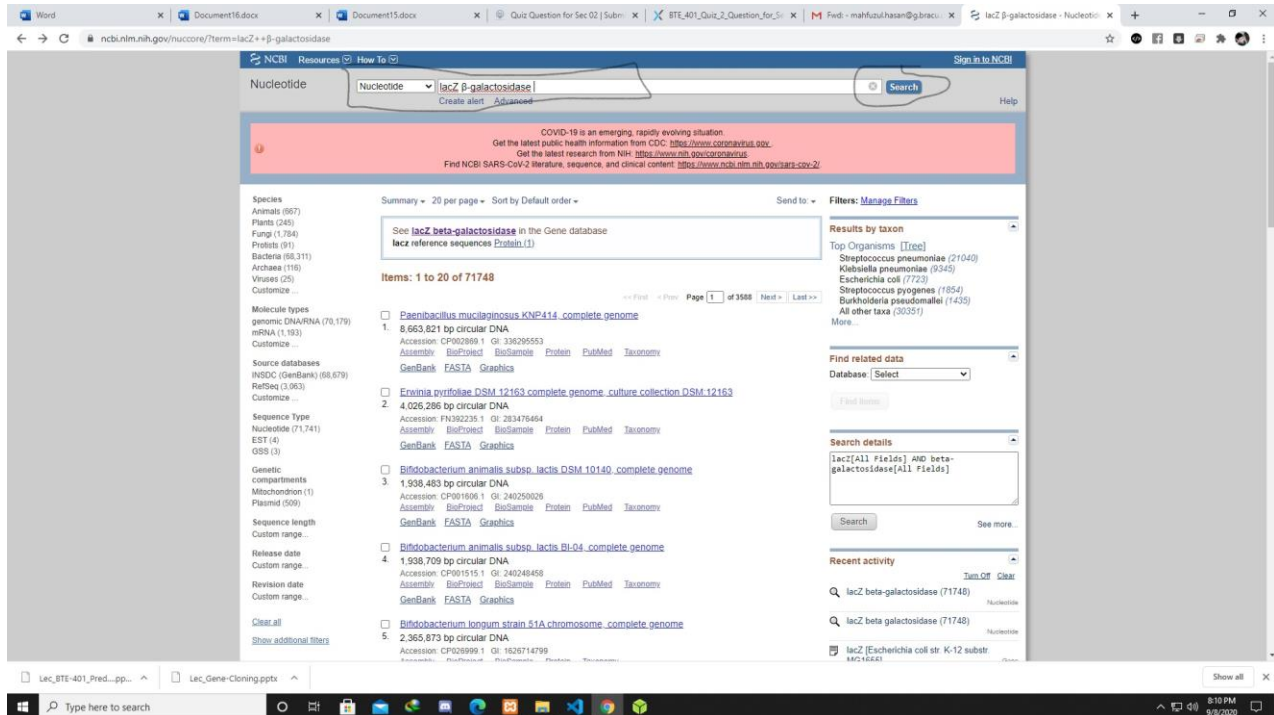 Word
Document16.docx
Document15.docx
Quiz Question for Sec 02 | Subm
BTE_401_Quiz_2_Question_for_Se
Fwd: - mahfuzul.hasan@g.bracu.
lacZ β-galactosidase - Nucleotid
ncbi.nlm.nih.gov/nuccore/?term=lacZ++β-galactosidase
NCBI Resources How To Sign in to NCBI
Nucleotide Nucleotide lacZ β-galactosidase Search
Create alert Advanced Help
COVID-19 is an emerging, rapidly evolving situation.
Get the latest public health information from CDC: https://www.coronavirus.gov .
Get the latest research from NIH: https://www.nih.gov/coronavirus.
Find NCBI SARS-CoV-2 literature, sequence, and clinical content: https://www.ncbi.nlm.nih.gov/sars-cov-2/.
Species
Animals (667)
Plants (245)
Fungi (1,784)
Protists (91)
Bacteria (68,311)
Archaea (116)
Viruses (25)
Customize ...
Molecule types
genomic DNA/RNA (70,179)
mRNA (1,193)
Customize ...
Source databases
INSDC (GenBank) (68,679)
RefSeq (3,063)
Customize ...
Sequence Type
Nucleotide (71,741)
EST (4)
GSS (3)
Genetic
compartments
Mitochondrion (1)
Plasmid (509)
Sequence length
Custom range...
Release date
Custom range...
Revision date
Custom range...
Clear all
Show additional filters
Summary 20 per page Sort by Default order Send to:
See lacZ beta-galactosidase in the Gene database
lacz reference sequences Protein (1)
Items: 1 to 20 of 71748
<< First < Prev Page 1 of 3588 Next > Last >>
Paenibacillus mucilaginosus KNP414, complete genome
1. 8,663,821 bp circular DNA
Accession: CP002869.1 GI: 336295553
Assembly BioProject BioSample Protein PubMed Taxonomy
GenBank FASTA Graphics
Erwinia pyrifoliae DSM 12163 complete genome, culture collection DSM:12163
2. 4,026,286 bp circular DNA
Accession: FN392235.1 GI: 283476464
Assembly BioProject BioSample Protein PubMed Taxonomy
GenBank FASTA Graphics
Bifidobacterium animalis subsp. lactis DSM 10140, complete genome
3. 1,938,483 bp circular DNA
Accession: CP001606.1 GI: 240250026
Assembly BioProject BioSample Protein PubMed Taxonomy
GenBank FASTA Graphics
Bifidobacterium animalis subsp. lactis Bl-04, complete genome
4. 1,938,709 bp circular DNA
Accession: CP001515.1 GI: 240248458
Assembly BioProject BioSample Protein PubMed Taxonomy
GenBank FASTA Graphics
Bifidobacterium longum strain 51A chromosome, complete genome
5. 2,365,873 bp circular DNA
Accession: CP026999.1 GI: 1626714799
Filters: Manage Filters
Results by taxon
Top Organisms [Tree]
Streptococcus pneumoniae (21040)
Klebsiella pneumoniae (9345)
Escherichia coli (7723)
Streptococcus pyogenes (1854)
Burkholderia pseudomallei (1435)
All other taxa (30351)
More...
Find related data
Database: Select
Find items
Search details
lacZ[All Fields] AND beta-
galactosidase[All Fields]
Search See more...
Recent activity
Turn Off Clear
lacZ beta-galactosidase (71748)
Nucleotide
lacZ beta galactosidase (71748)
Nucleotide
lacZ [Escherichia coli str. K-12 substr.
Lec_BTE-401_Pred....pp...
Lec_Gene-Cloning.pptx
Show all
Type here to search
8:10 PM
9/8/2020